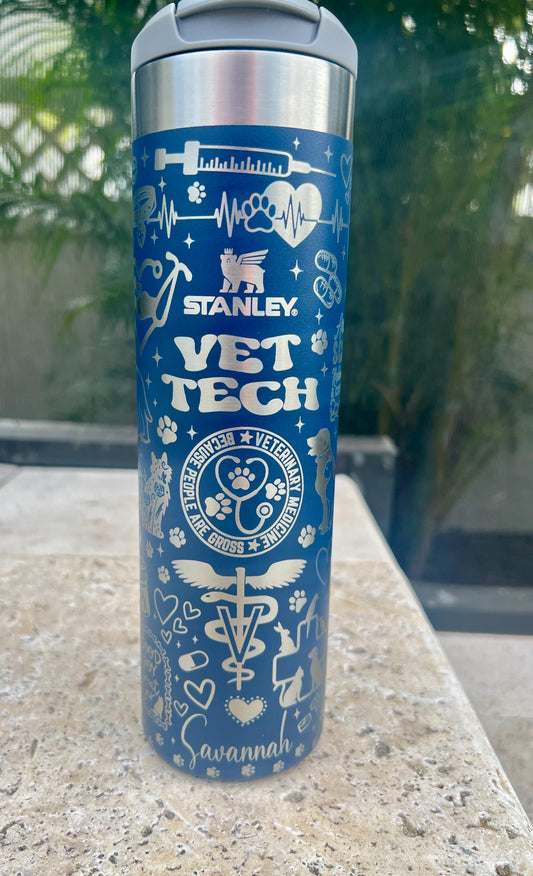 STANLEY®
VET
TECH
★ VETERINARY MEDICINE ★ BECAUSE PEOPLE ARE GROSS
V
Savannah